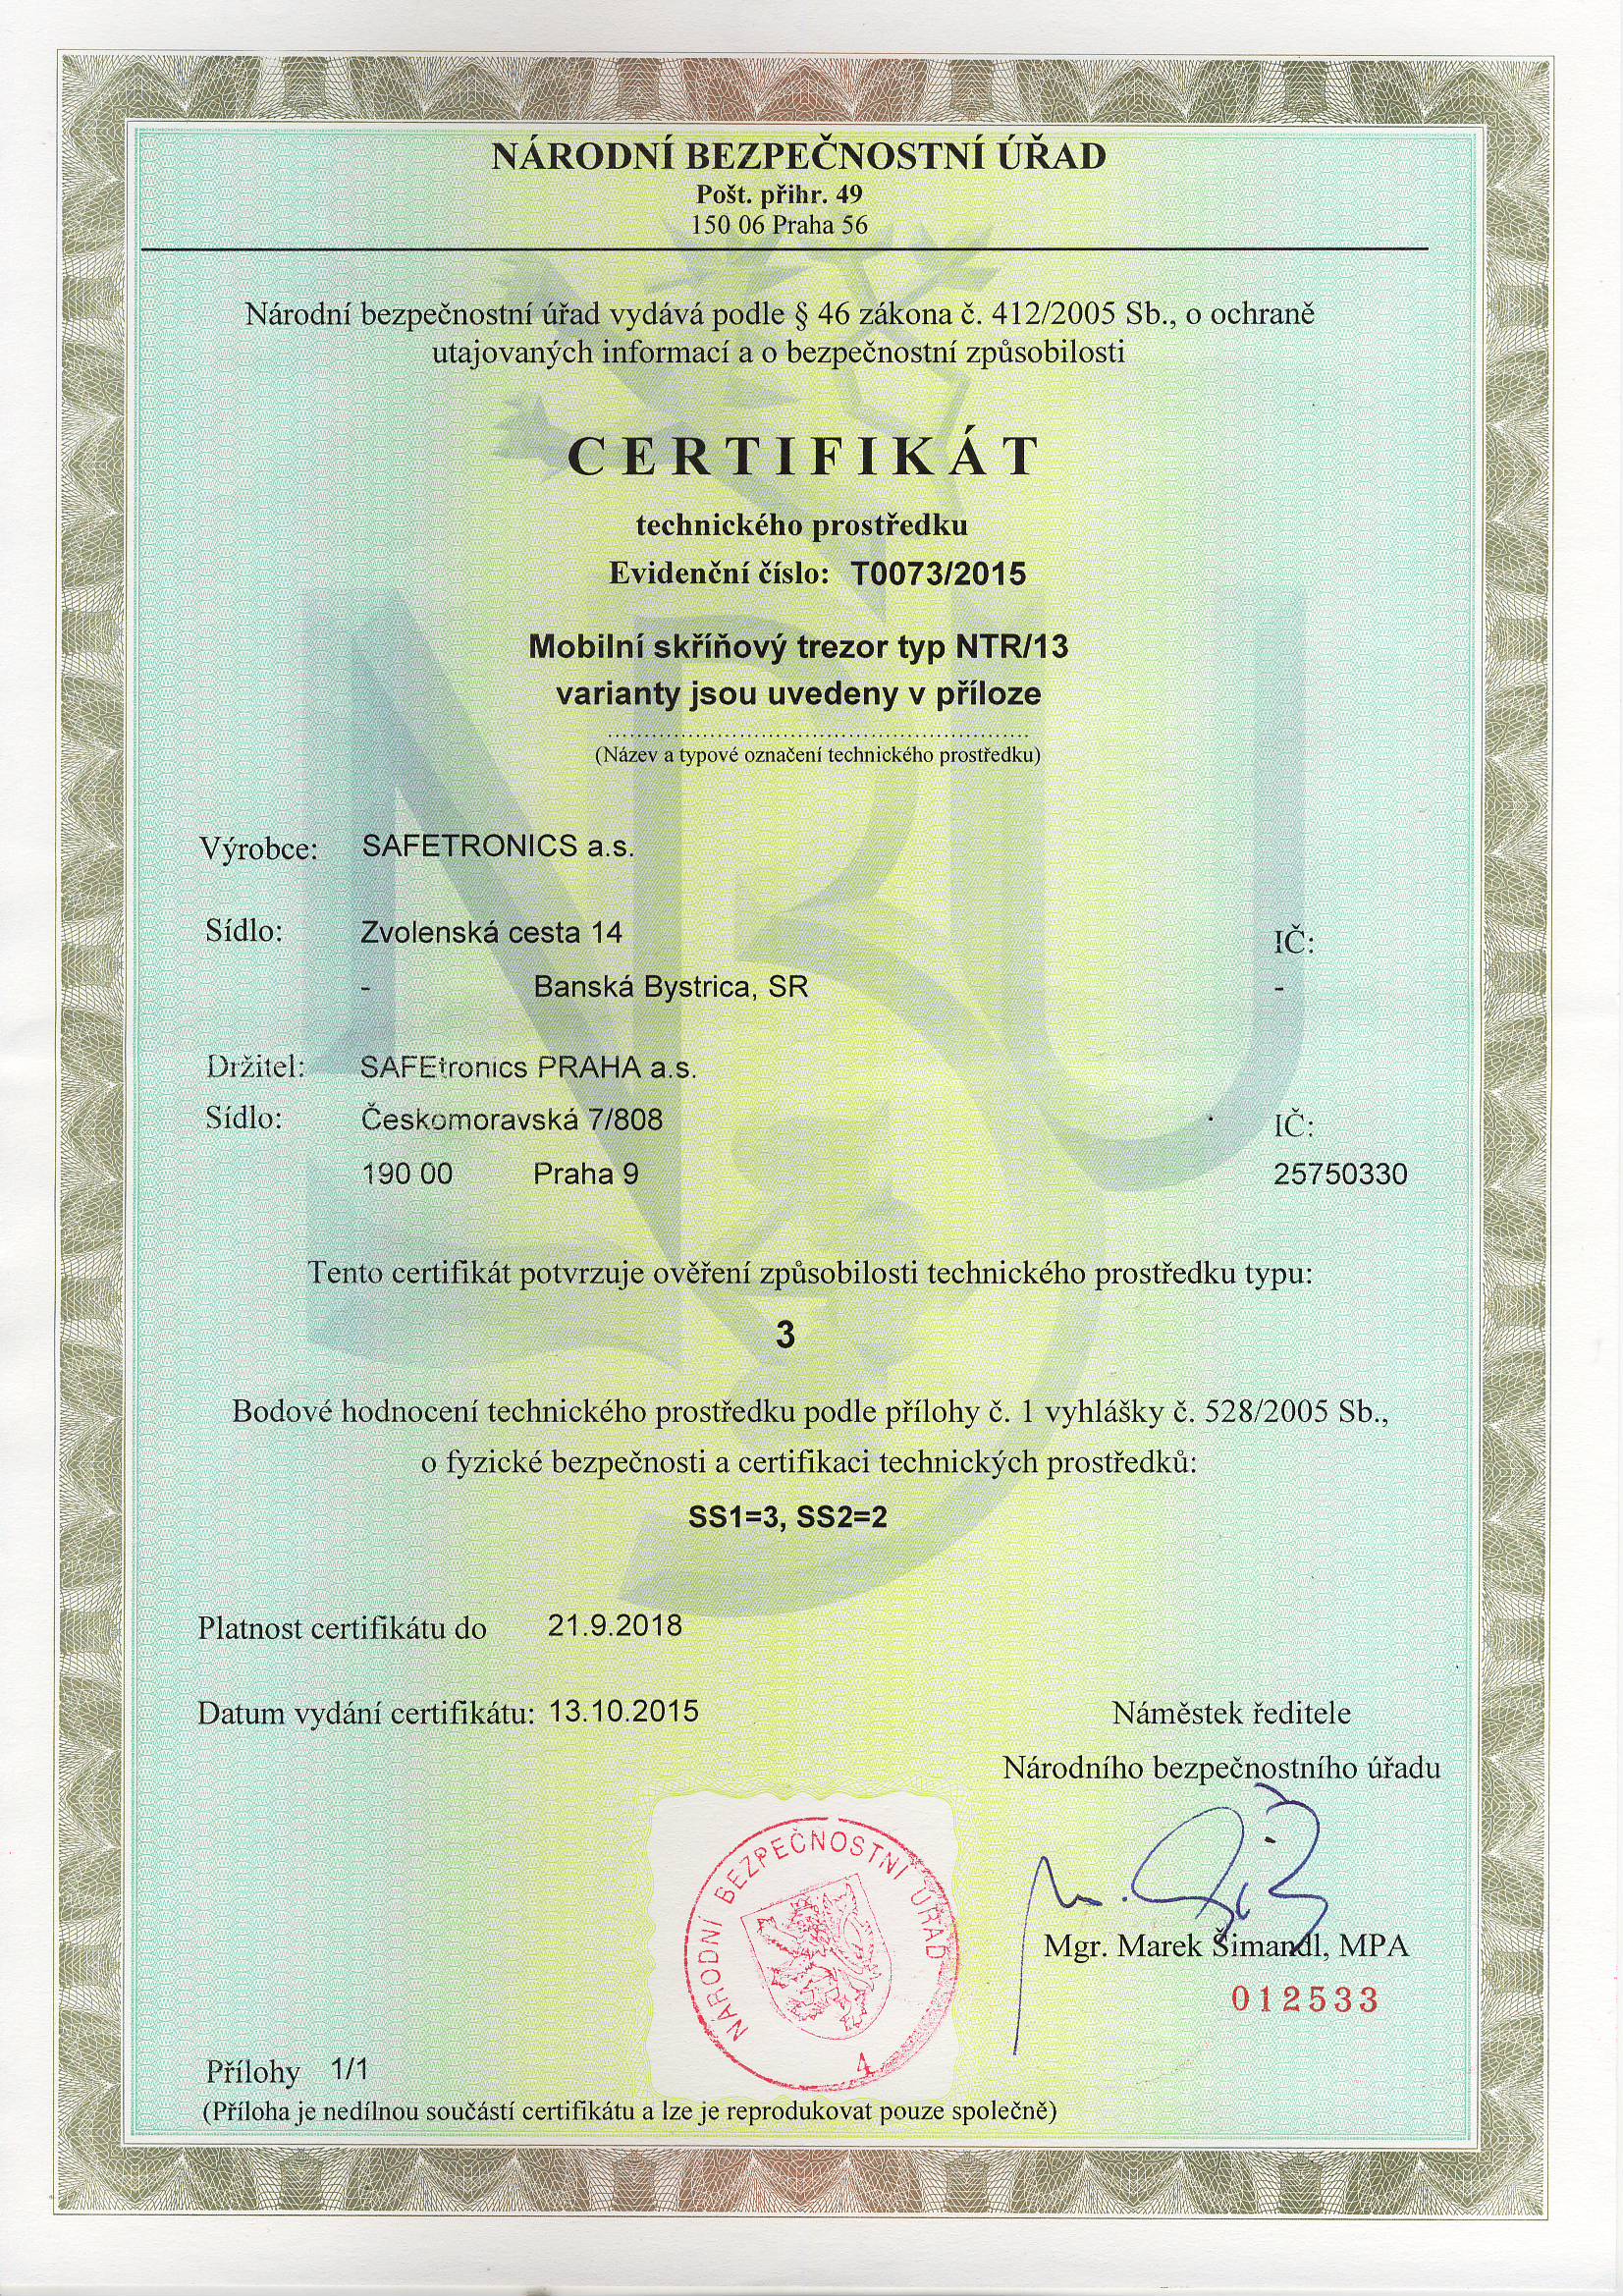 NÁRODNÍ BEZPEČNOSTNÍ ÚŘAD
Pošt. přihr. 49
150 06 Praha 56
Národní bezpečnostní úřad vydává podle § 46 zákona č. 412/2005 Sb., o ochraně
utajovaných informací a o bezpečnostní způsobilosti
CERTIFIKÁT
technického prostředku
Evidenční číslo: T0073/2015
Mobilní skříňový trezor typ NTR/13
varianty jsou uvedeny v příloze
(Název a typové označení technického prostředku)
Výrobce: SAFETRONICS a.s.
Sídlo: Zvolenská cesta 14 IČ:
- Banská Bystrica, SR -
Držitel: SAFEtronics PRAHA a.s.
Sídlo: Českomoravská 7/808 IČ:
190 00 Praha 9 25750330
Tento certifikát potvrzuje ověření způsobilosti technického prostředku typu:
3
Bodové hodnocení technického prostředku podle přílohy č. 1 vyhlášky č. 528/2005 Sb.,
o fyzické bezpečnosti a certifikaci technických prostředků:
SS1=3, SS2=2
Platnost certifikátu do 21.9.2018
Datum vydání certifikátu: 13.10.2015
Náměstek ředitele
Národního bezpečnostního úřadu
NÁRODNÍ BEZPEČNOSTNÍ ÚŘAD
4
Mgr. Marek Šimandl, MPA
012533
Přílohy 1/1
(Příloha je nedílnou součástí certifikátu a lze je reprodukovat pouze společně)